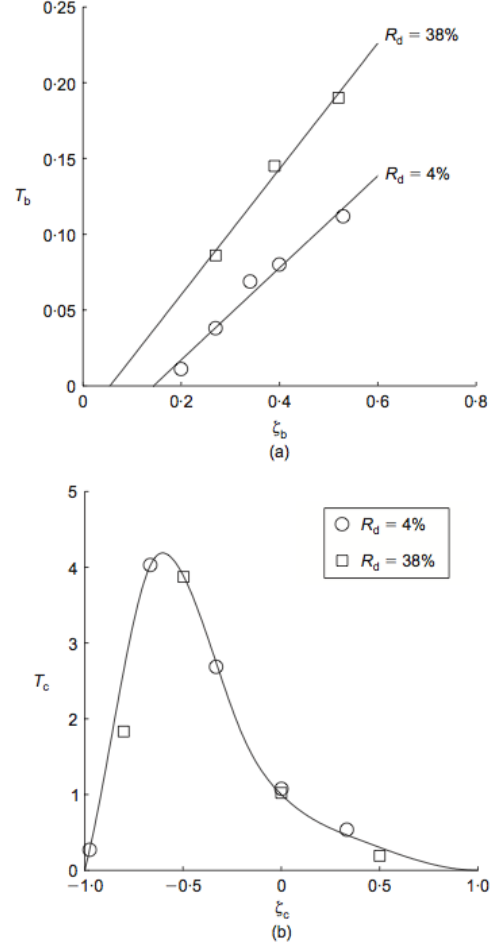 0·25
R_d = 38%
0·20
0·15
T_b
R_d = 4%
0·10
0·05
0
0 0·2 0·4 0·6 0·8
ζ_b
(a)
5
R_d = 4%
4
R_d = 38%
3
T_c
2
1
0
−1·0 −0·5 0 0·5 1·0
ζ_c
(b)